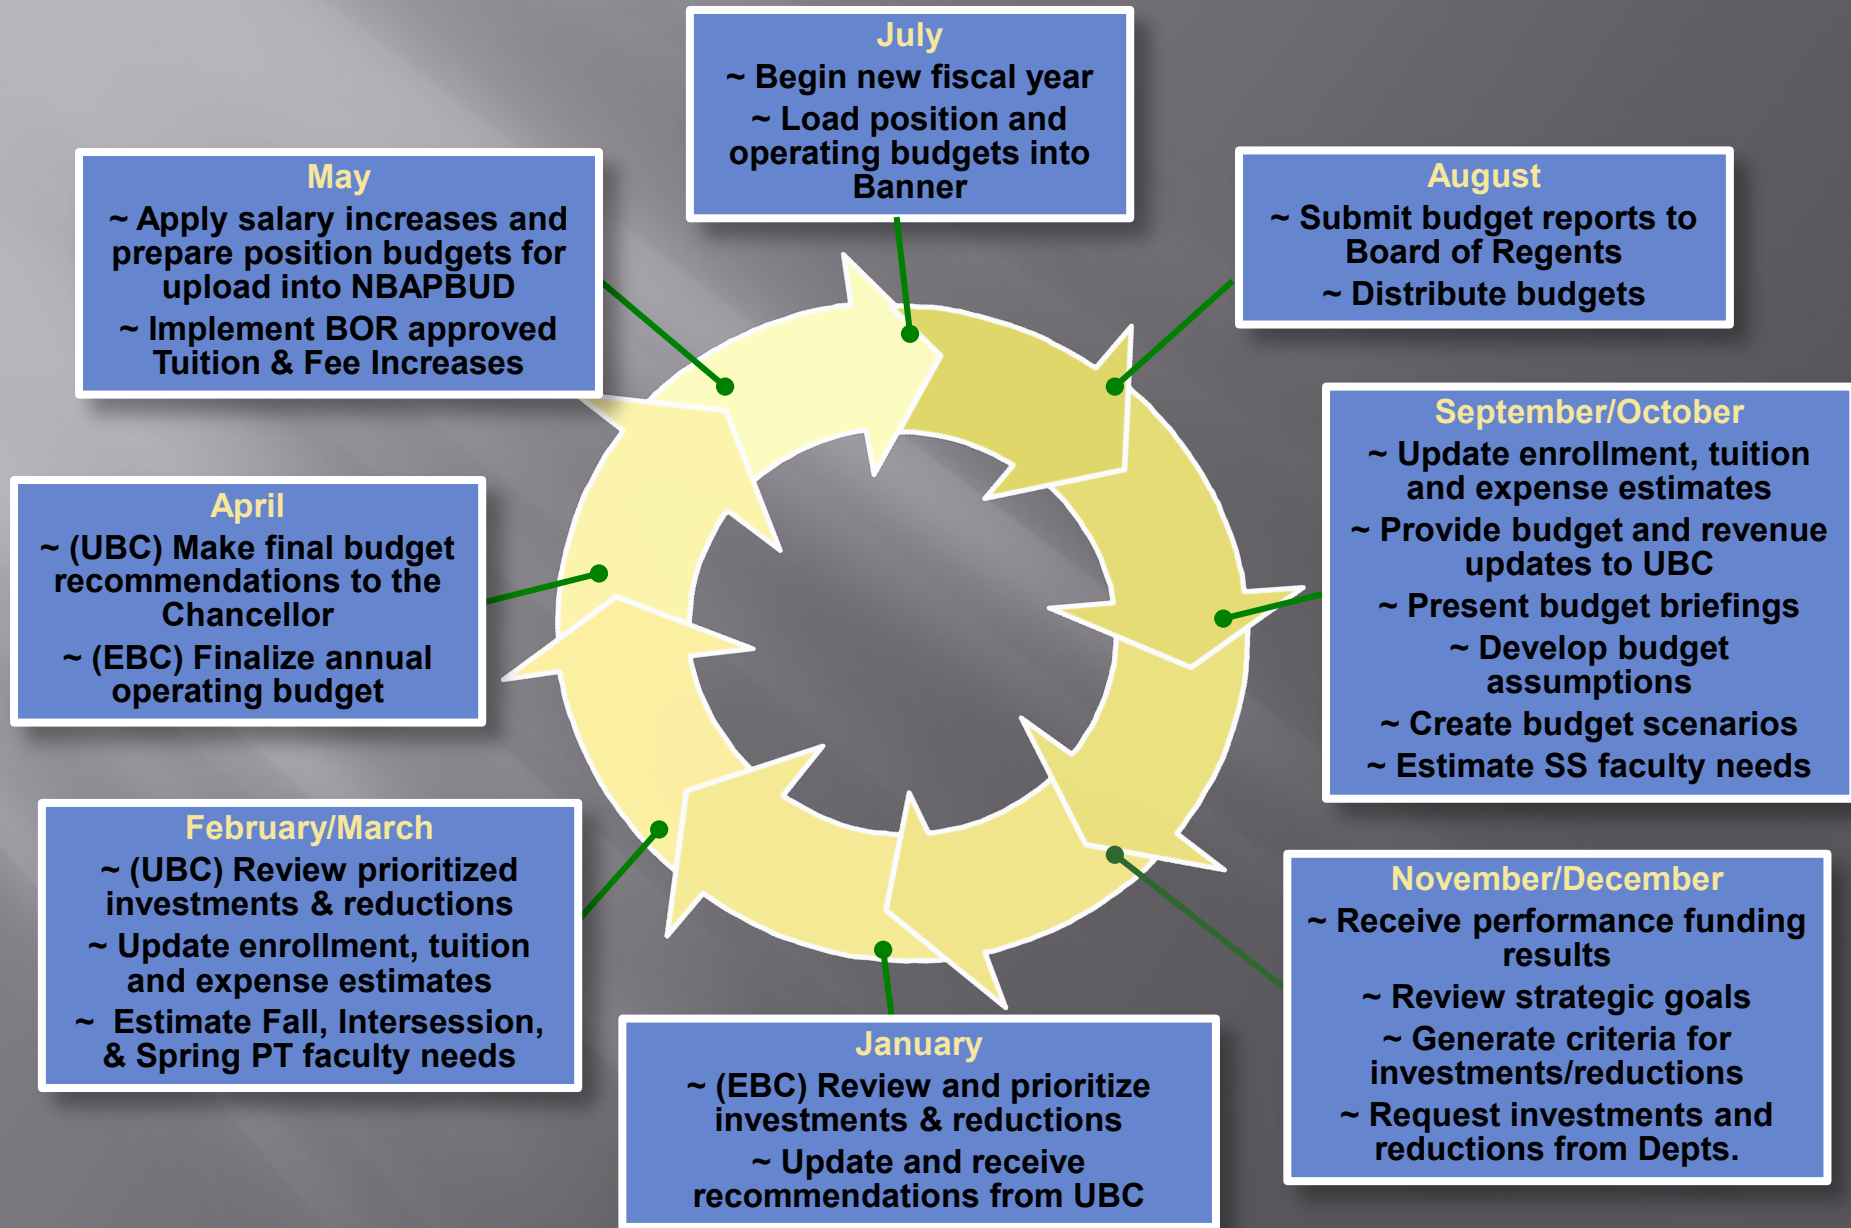 July
~ Begin new fiscal year
~ Load position and
operating budgets into
Banner
August
~ Submit budget reports to
Board of Regents
~ Distribute budgets
September/October
~ Update enrollment, tuition
and expense estimates
~ Provide budget and revenue
updates to UBC
~ Present budget briefings
~ Develop budget
assumptions
~ Create budget scenarios
~ Estimate SS faculty needs
November/December
~ Receive performance funding
results
~ Review strategic goals
~ Generate criteria for
investments/reductions
~ Request investments and
reductions from Depts.
January
~ (EBC) Review and prioritize
investments & reductions
~ Update and receive
recommendations from UBC
February/March
~ (UBC) Review prioritized
investments & reductions
~ Update enrollment, tuition
and expense estimates
~ Estimate Fall, Intersession,
& Spring PT faculty needs
April
~ (UBC) Make final budget
recommendations to the
Chancellor
~ (EBC) Finalize annual
operating budget
May
~ Apply salary increases and
prepare position budgets for
upload into NBAPBUD
~ Implement BOR approved
Tuition & Fee Increases